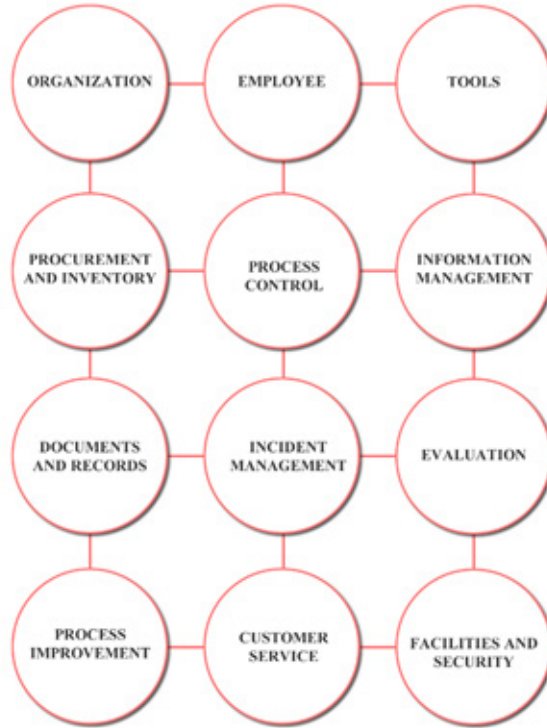 ORGANIZATION
EMPLOYEE
TOOLS
PROCUREMENT
AND INVENTORY
PROCESS
CONTROL
INFORMATION
MANAGEMENT
DOCUMENTS
AND RECORDS
INCIDENT
MANAGEMENT
EVALUATION
PROCESS
IMPROVEMENT
CUSTOMER
SERVICE
FACILITIES AND
SECURITY